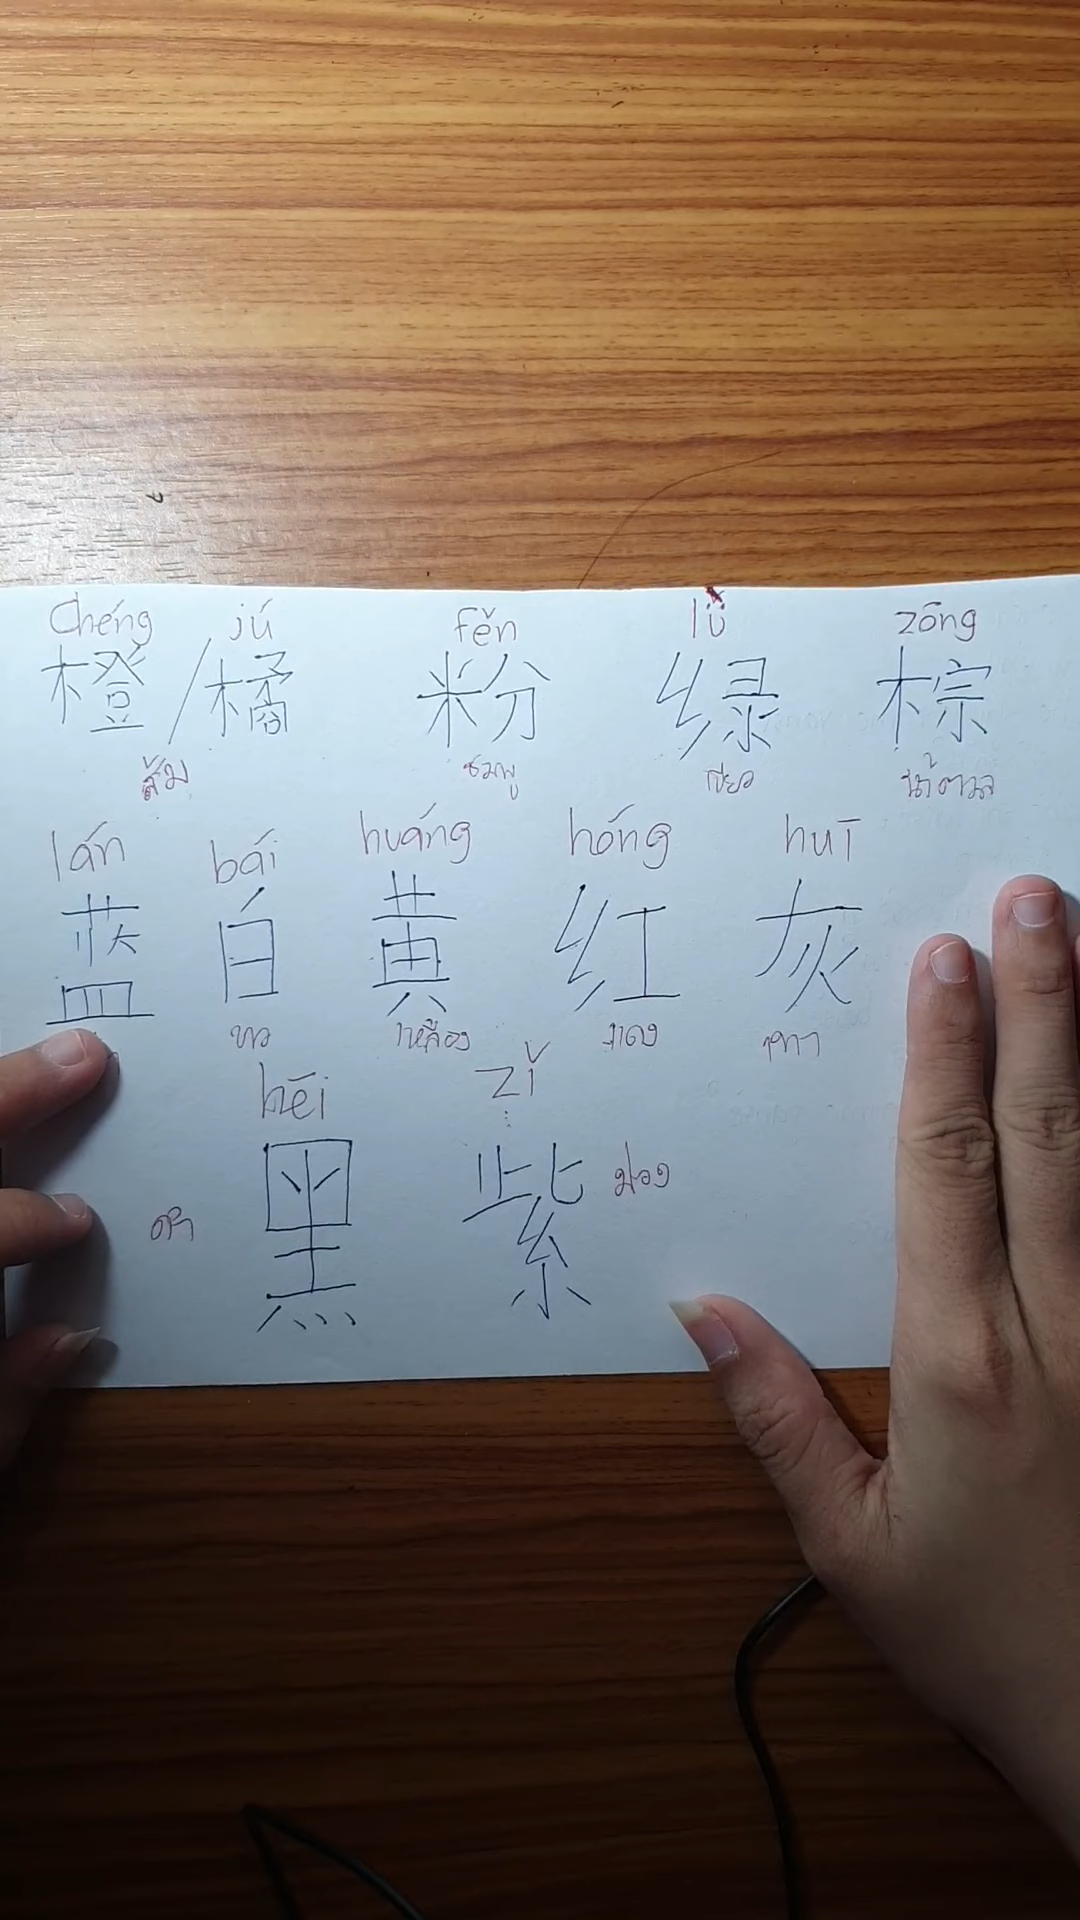 Chéng jú fěn lǜ zōng
橙 / 橘 粉 绿 棕
ส้ม ชมพู เขียว น้ำตาล
lán bái huáng hóng huī
蓝 白 黄 红 灰
ขาว เหลือง แดง เทา
hēi zǐ
黑 紫 ม่วง
ดำ